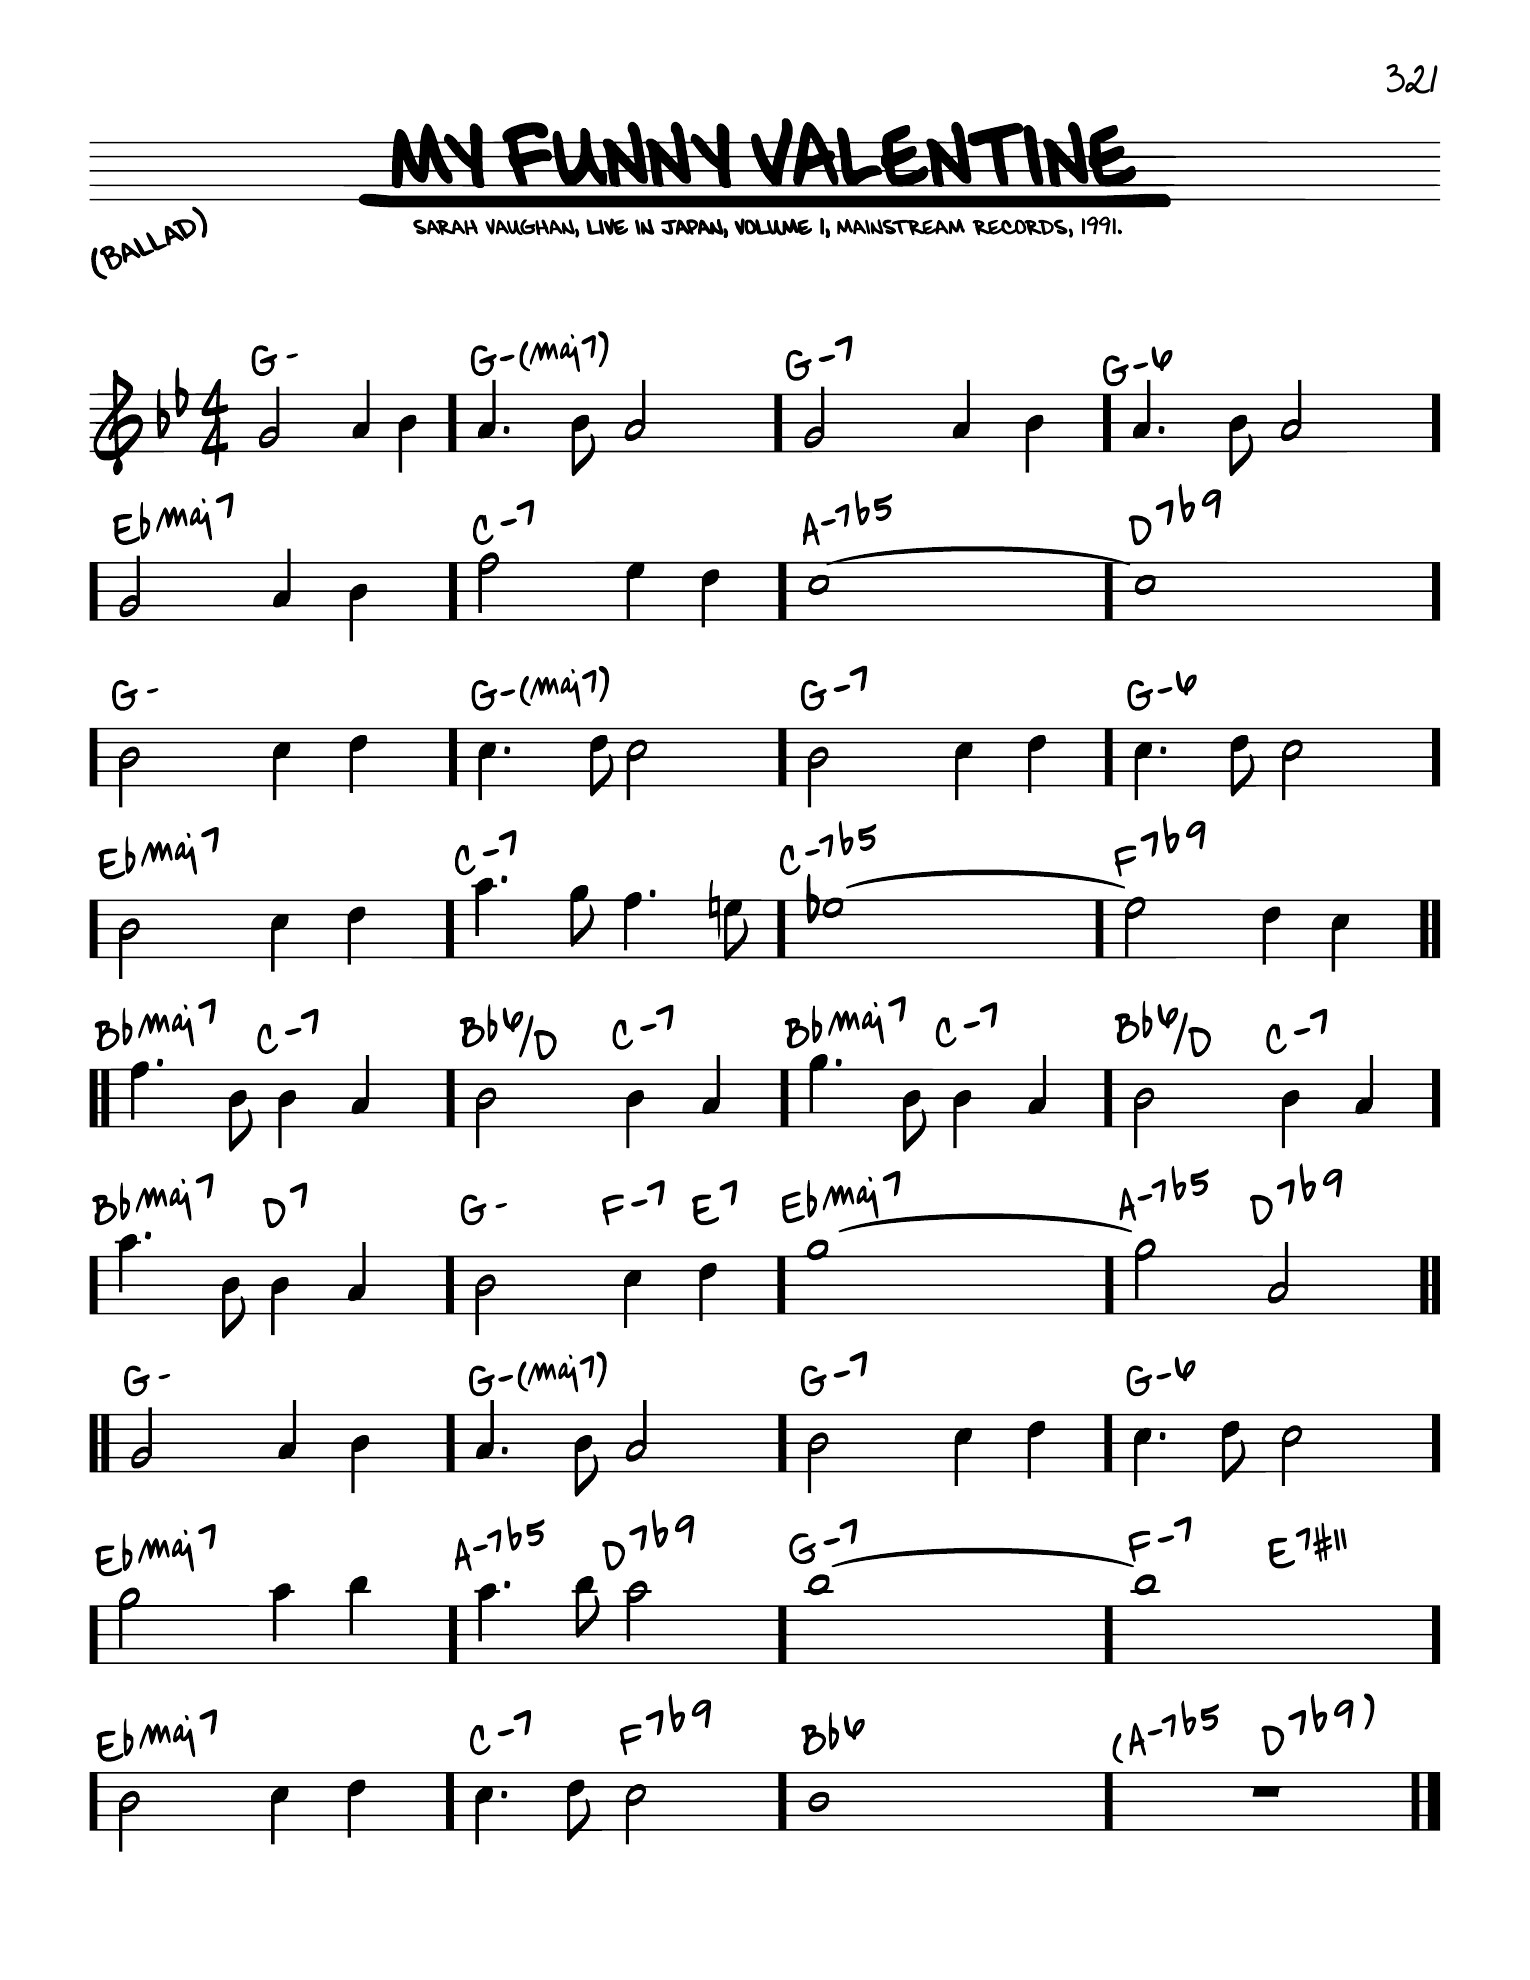 321
MY FUNNY VALENTINE
SARAH VAUGHAN, LIVE IN JAPAN, VOLUME 1, MAINSTREAM RECORDS, 1991.
(BALLAD)
G- G-(maj7) G-7 G-6
4
4
Ebmaj7 C-7 A-7b5 D7b9
G- G-(maj7) G-7 G-6
Ebmaj7 C-7 C-7b5 F7b9
Bbmaj7 C-7 Bb6/D C-7 Bbmaj7 C-7 Bb6/D C-7
Bbmaj7 D7 G- F-7 E7 Ebmaj7 A-7b5 D7b9
G- G-(maj7) G-7 G-6
Ebmaj7 A-7b5 D7b9 G-7 F-7 E7#11
Ebmaj7 C-7 F7b9 Bb6 (A-7b5 D7b9)